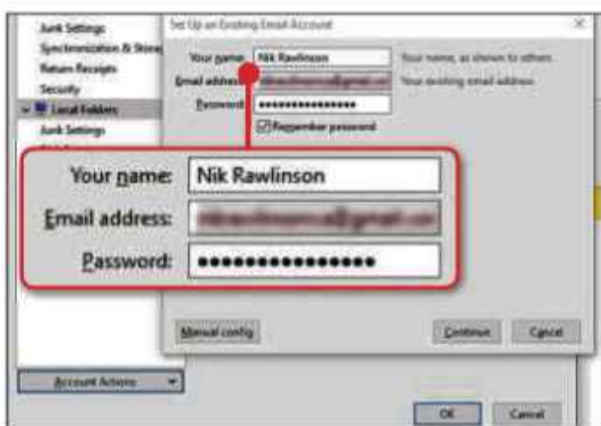 Set Up an Existing Email Account
Junk Settings
Synchronization & Storag
Return Receipts
Security
Local Folders
Junk Settings
Your name: Nik Rawlinson Your name, as shown to others
Email address: Your existing email address
Password: ••••••••••••••••
Remember password
Your name: Nik Rawlinson
Email address:
Password: ••••••••••••••••
Manual config Continue Cancel
Account Actions
OK Cancel